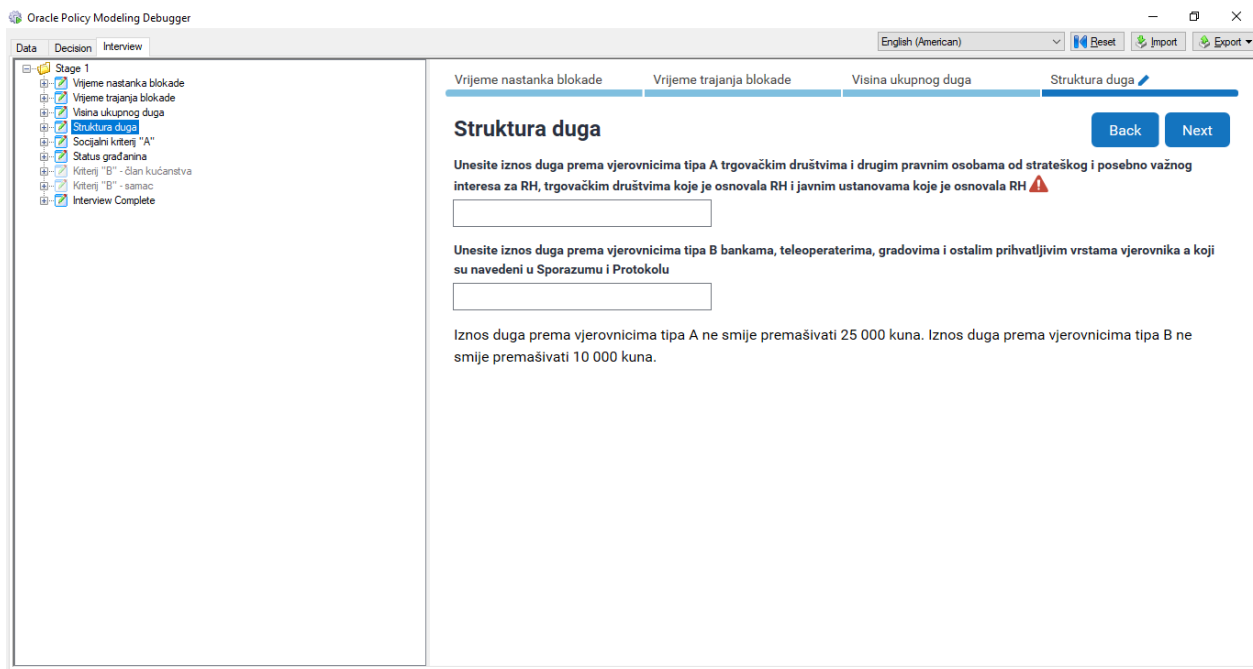 Oracle Policy Modeling Debugger
Data Decision Interview
English (American)
Reset
Import
Export
Stage 1
Vrijeme nastanka blokade
Vrijeme trajanja blokade
Visina ukupnog duga
Struktura duga
Socijalni kriterij "A"
Status građanina
Kriterij "B" - član kućanstva
Kriterij "B" - samac
Interview Complete
Vrijeme nastanka blokade
Vrijeme trajanja blokade
Visina ukupnog duga
Struktura duga
Struktura duga
Back
Next
Unesite iznos duga prema vjerovnicima tipa A trgovačkim društvima i drugim pravnim osobama od strateškog i posebno važnog
interesa za RH, trgovačkim društvima koje je osnovala RH i javnim ustanovama koje je osnovala RH
Unesite iznos duga prema vjerovnicima tipa B bankama, teleoperaterima, gradovima i ostalim prihvatljivim vrstama vjerovnika a koji
su navedeni u Sporazumu i Protokolu
Iznos duga prema vjerovnicima tipa A ne smije premašivati 25 000 kuna. Iznos duga prema vjerovnicima tipa B ne
smije premašivati 10 000 kuna.